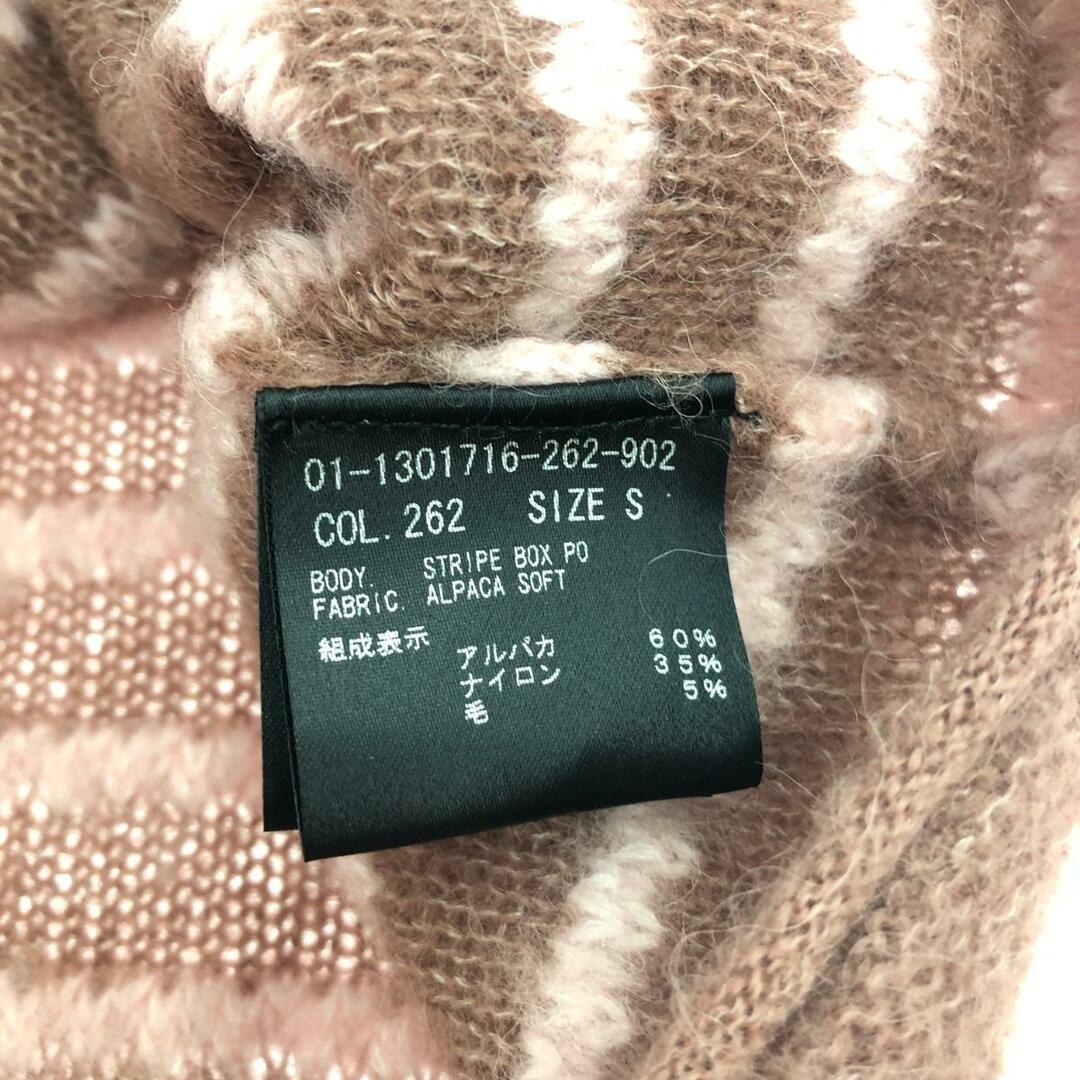 01-1301716-262-902
COL. 262 SIZE S
BODY. STRIPE BOX PO
FABRIC. ALPACA SOFT
組成表示
アルパカ 60%
ナイロン 35%
毛 5%